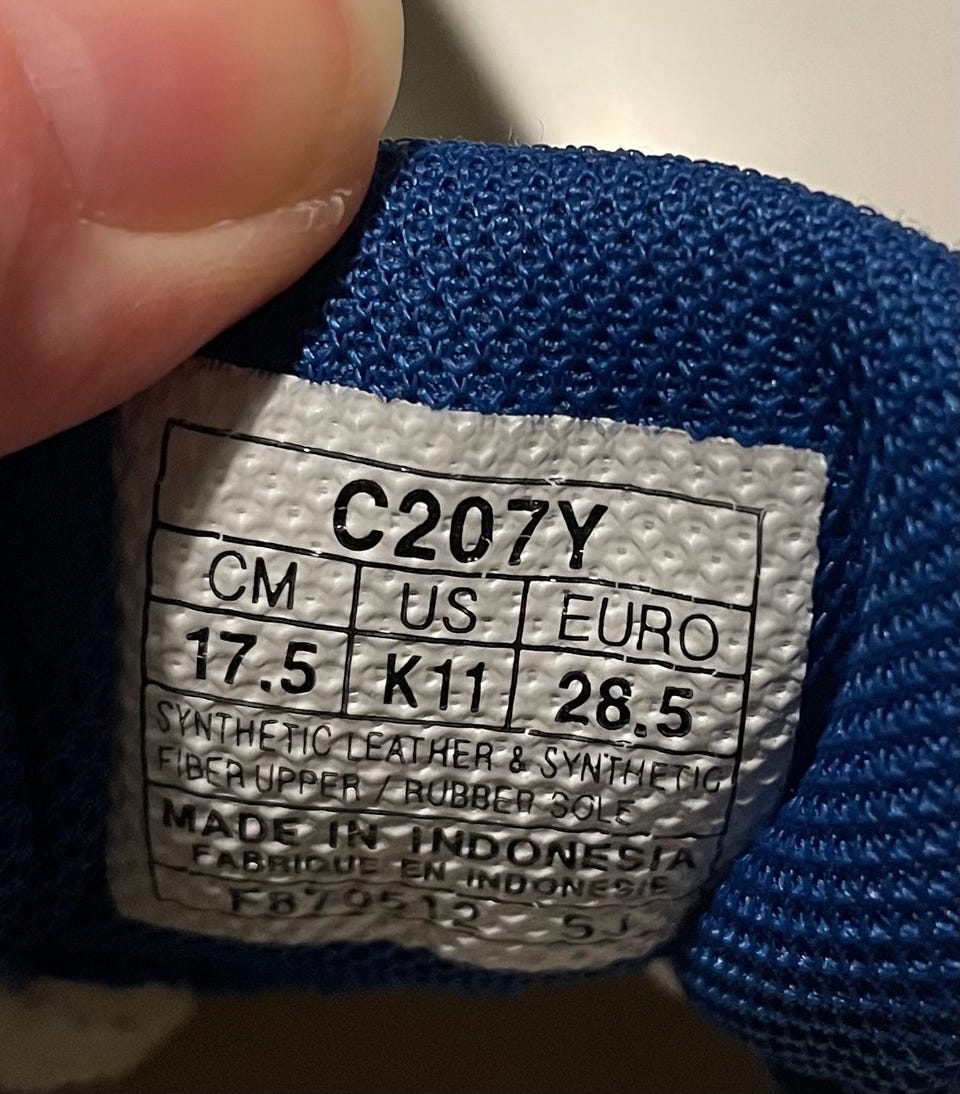 C207Y
CM US EURO
17.5 K11 28.5
SYNTHETIC LEATHER & SYNTHETIC
FIBER UPPER / RUBBER SOLE
MADE IN INDONESIA
FABRIQUE EN INDONESIE